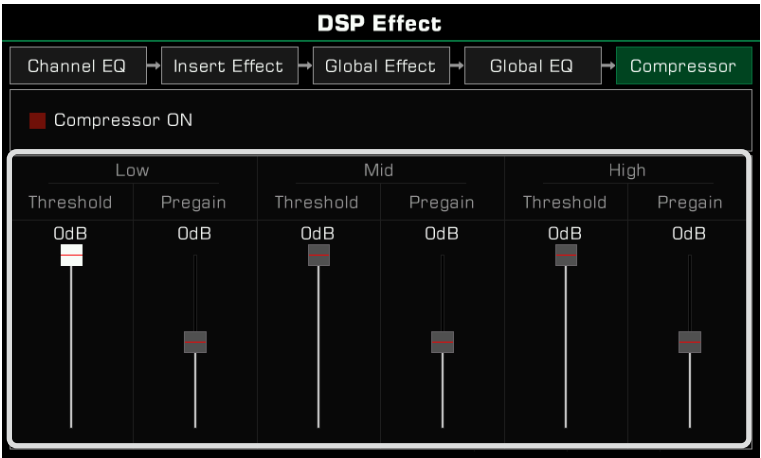 DSP Effect
Channel EQ Insert Effect Global Effect Global EQ Compressor
Compressor ON
Low Mid High
Threshold Pregain Threshold Pregain Threshold Pregain
0dB 0dB 0dB 0dB 0dB 0dB